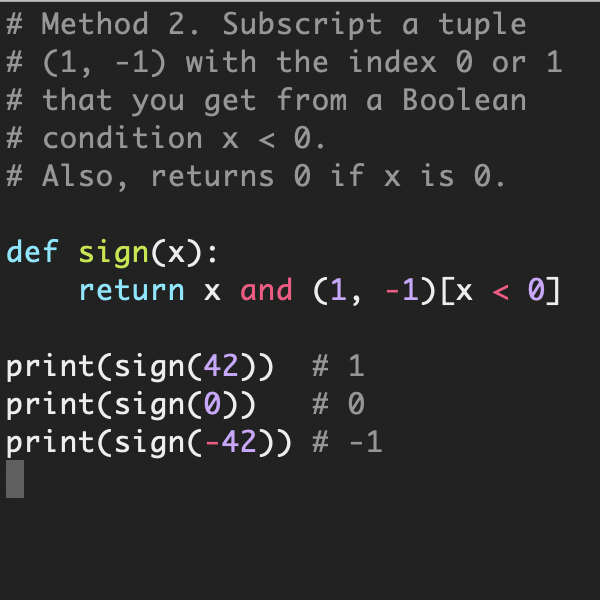 # Method 2. Subscript a tuple
# (1, -1) with the index 0 or 1
# that you get from a Boolean
# condition x < 0.
# Also, returns 0 if x is 0.
def sign(x):
    return x and (1, -1)[x < 0]
print(sign(42))  # 1
print(sign(0))   # 0
print(sign(-42)) # -1